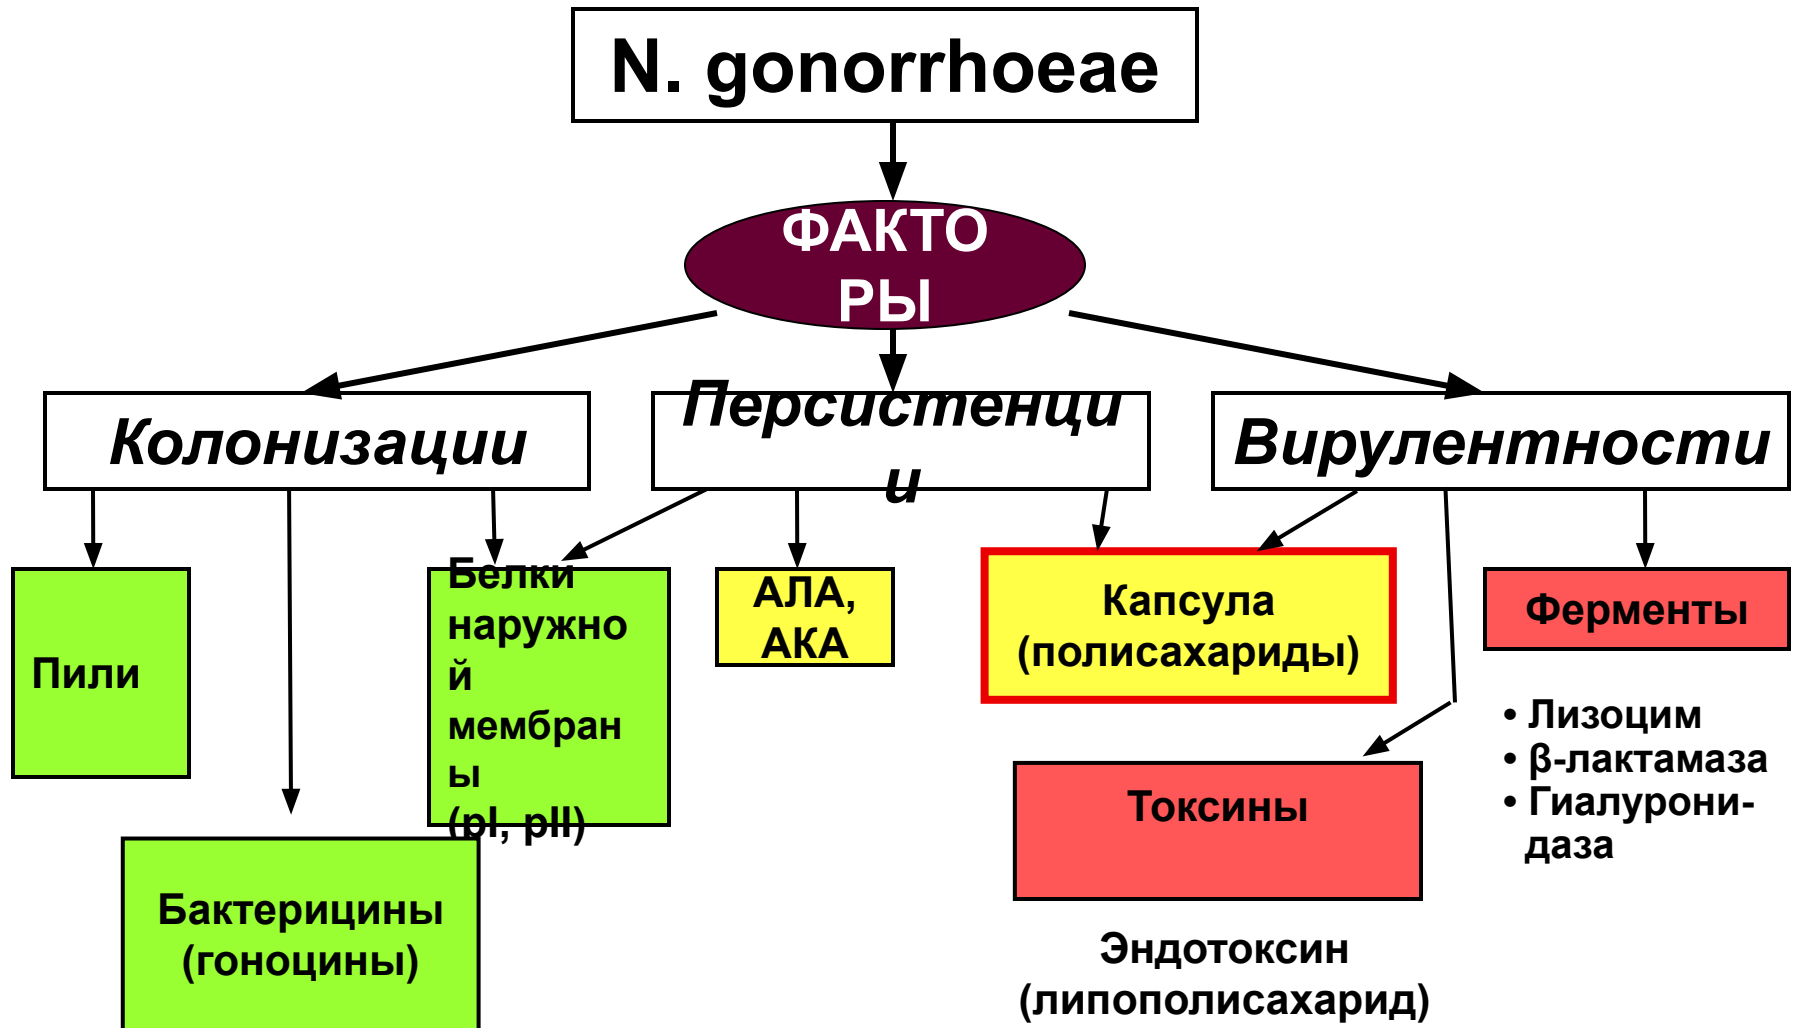 N. gonorrhoeae
ФАКТО
РЫ
Колонизации
Персистенци
и
Вирулентности
Пили
Белки
наружно
й
мембран
ы
(pI, pII)
АЛА,
АКА
Капсула
(полисахариды)
Ферменты
• Лизоцим
• β-лактамаза
• Гиалурони-
даза
Токсины
Бактерицины
(гоноцины)
Эндотоксин
(липополисахарид)